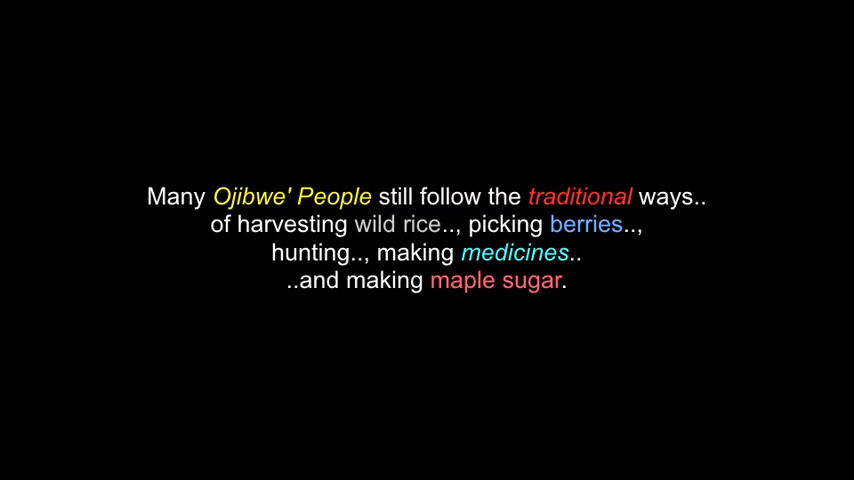 Many Ojibwe' People still follow the traditional ways..
of harvesting wild rice.., picking berries..,
hunting.., making medicines..
..and making maple sugar.